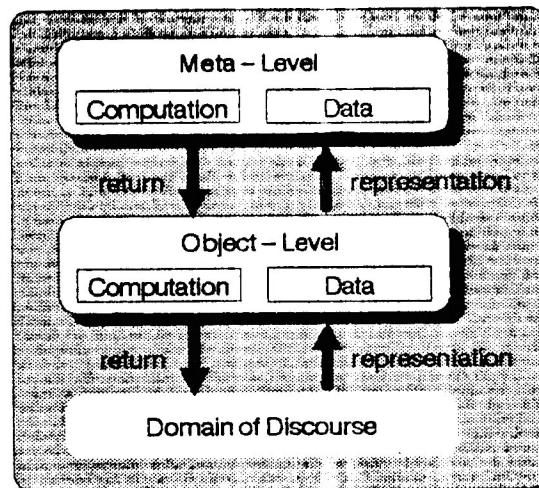 Meta – Level
Computation Data
return representation
Object – Level
Computation Data
return representation
Domain of Discourse